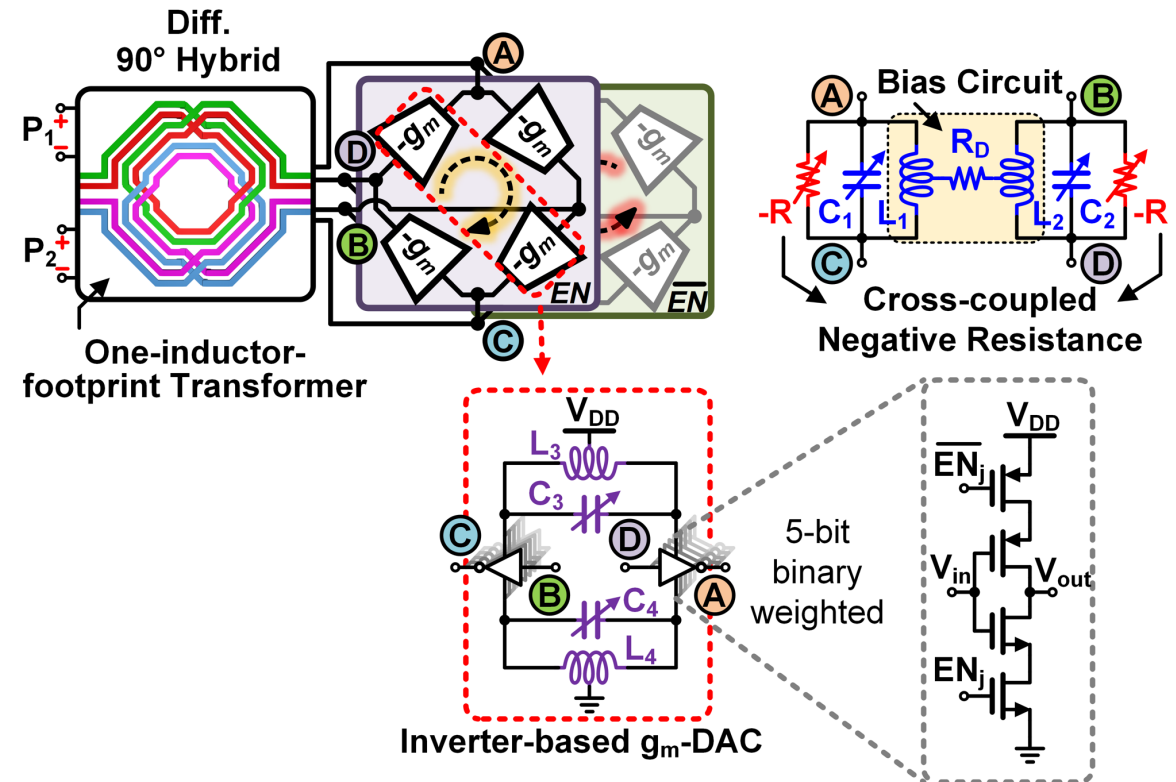 Diff.
90° Hybrid
P1
+
−
P2
+
−
One-inductor-
footprint Transformer
A
D
B
C
-gm
-gm
-gm
-gm
EN
-gm
-gm
E̅N̅
Bias Circuit
A
B
RD
-R
C1
L1
L2
C2
-R
C
D
Cross-coupled
Negative Resistance
VDD
L3
C3
C
D
B
A
C4
L4
Inverter-based gm-DAC
5-bit
binary
weighted
VDD
E̅N̅j
Vin
Vout
ENj